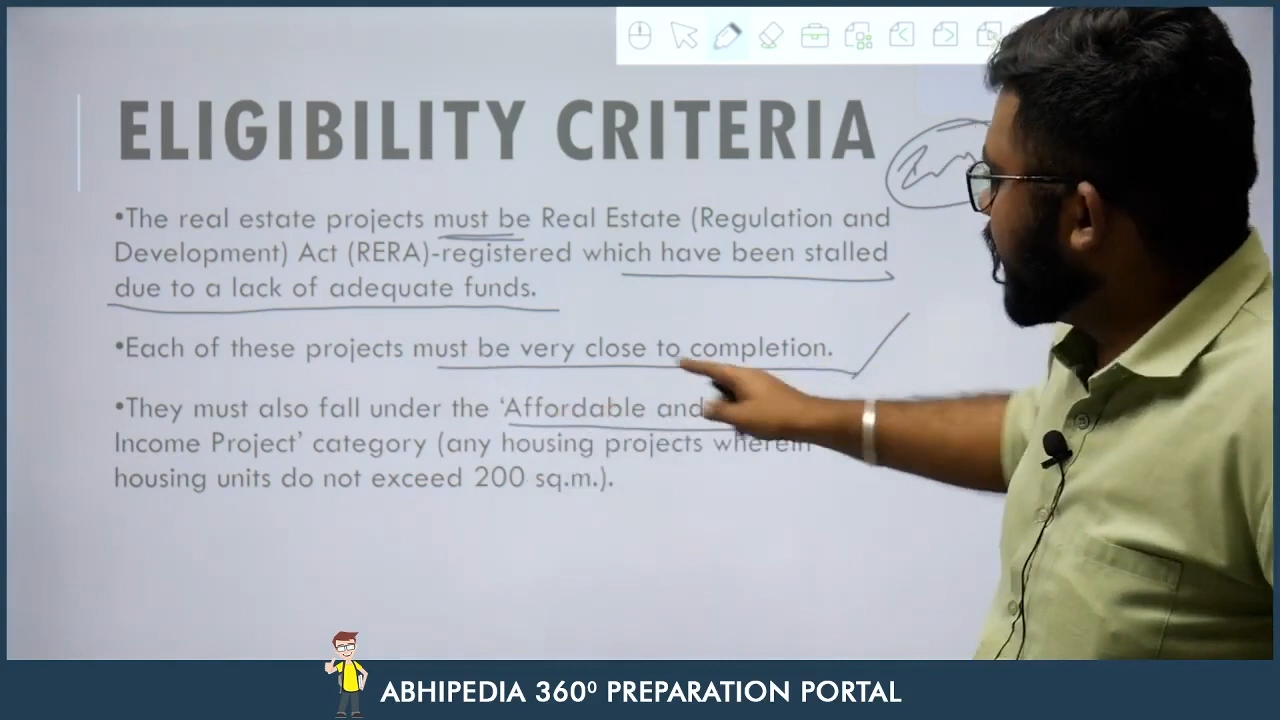 ELIGIBILITY CRITERIA
•The real estate projects must be Real Estate (Regulation and
Development) Act (RERA)-registered which have been stalled
due to a lack of adequate funds.
•Each of these projects must be very close to completion.
•They must also fall under the ‘Affordable and
Income Project’ category (any housing projects wherein
housing units do not exceed 200 sq.m.).
ABHIPEDIA 360⁰ PREPARATION PORTAL